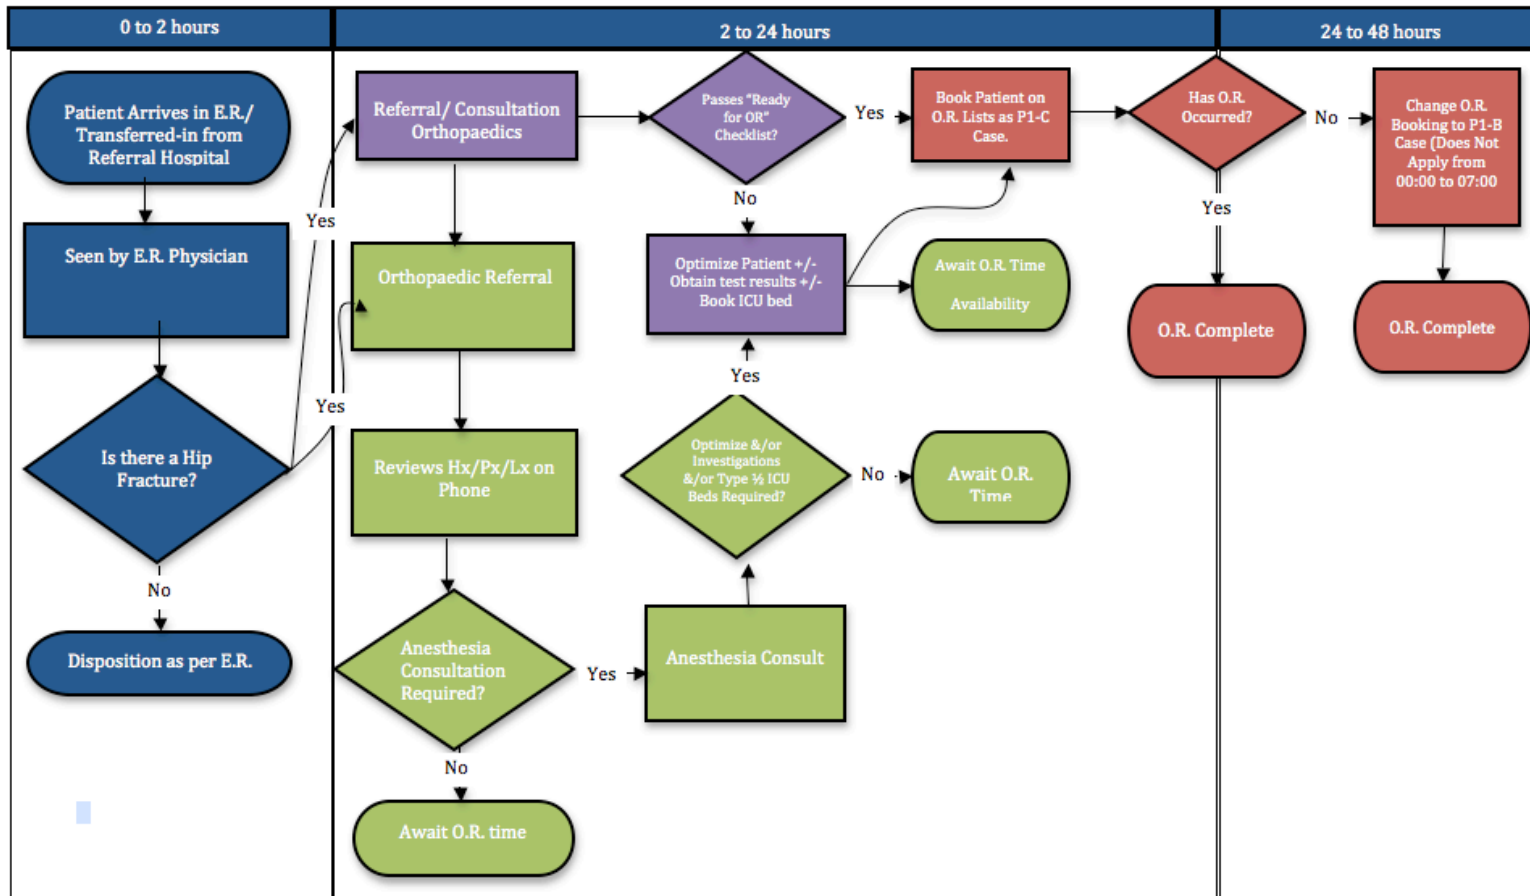 0 to 2 hours
2 to 24 hours
24 to 48 hours
Patient Arrives in E.R./
Transferred-in from
Referral Hospital
Seen by E.R. Physician
Is there a Hip
Fracture?
No
Disposition as per E.R.
Yes
Yes
Referral/ Consultation
Orthopaedics
Orthopaedic Referral
Reviews Hx/Px/Lx on
Phone
Anesthesia
Consultation
Required?
No
Await O.R. time
Yes
Anesthesia Consult
Optimize &/or
Investigations
&/or Type ½ ICU
Beds Required?
No
Await O.R.
Time
Yes
Optimize Patient +/-
Obtain test results +/-
Book ICU bed
Await O.R. Time
Availability
Passes “Ready
for OR”
Checklist?
No
Yes
Book Patient on
O.R. Lists as P1-C
Case.
Has O.R.
Occurred?
Yes
O.R. Complete
No
Change O.R.
Booking to P1-B
Case (Does Not
Apply from
00:00 to 07:00
O.R. Complete